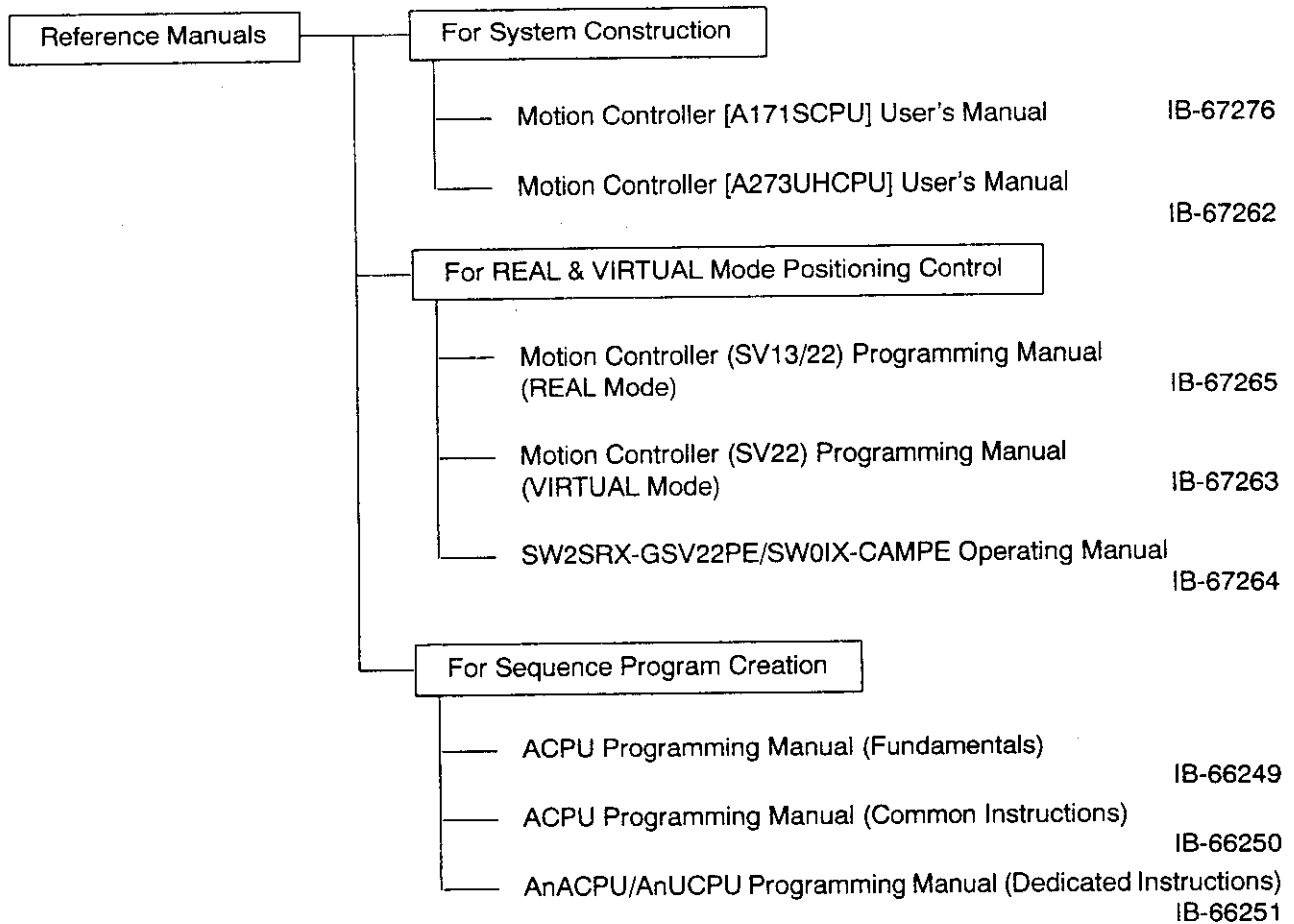 Reference Manuals
For System Construction
Motion Controller [A171SCPU] User's Manual IB-67276
Motion Controller [A273UHCPU] User's Manual
IB-67262
For REAL & VIRTUAL Mode Positioning Control
Motion Controller (SV13/22) Programming Manual
(REAL Mode) IB-67265
Motion Controller (SV22) Programming Manual
(VIRTUAL Mode) IB-67263
SW2SRX-GSV22PE/SW0IX-CAMPE Operating Manual
IB-67264
For Sequence Program Creation
ACPU Programming Manual (Fundamentals)
IB-66249
ACPU Programming Manual (Common Instructions)
IB-66250
AnACPU/AnUCPU Programming Manual (Dedicated Instructions)
IB-66251